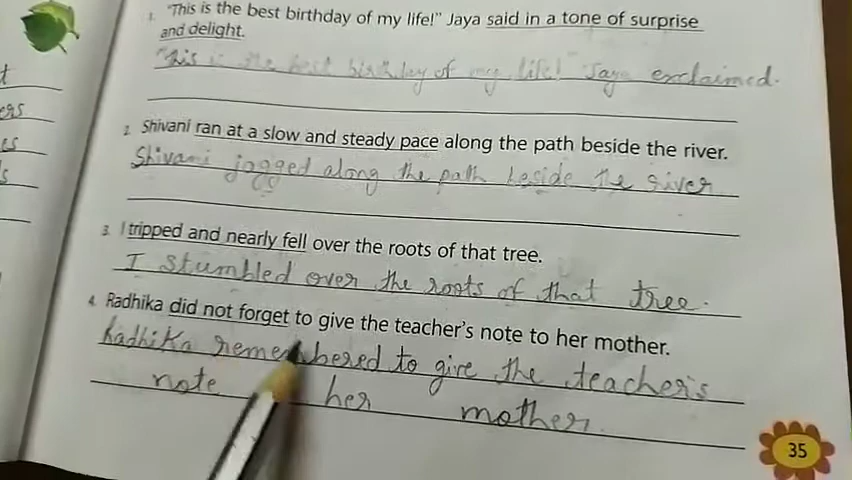 1. "This is the best birthday of my life!" Jaya said in a tone of surprise
and delight.
"This is the best birthday of my life!" Jaya exclaimed.
2. Shivani ran at a slow and steady pace along the path beside the river.
Shivani jogged along the path beside the river
3. I tripped and nearly fell over the roots of that tree.
I stumbled over the roots of that tree.
4. Radhika did not forget to give the teacher's note to her mother.
Radhika remembered to give the teacher's
note her mother.
t
ers
es
s
35